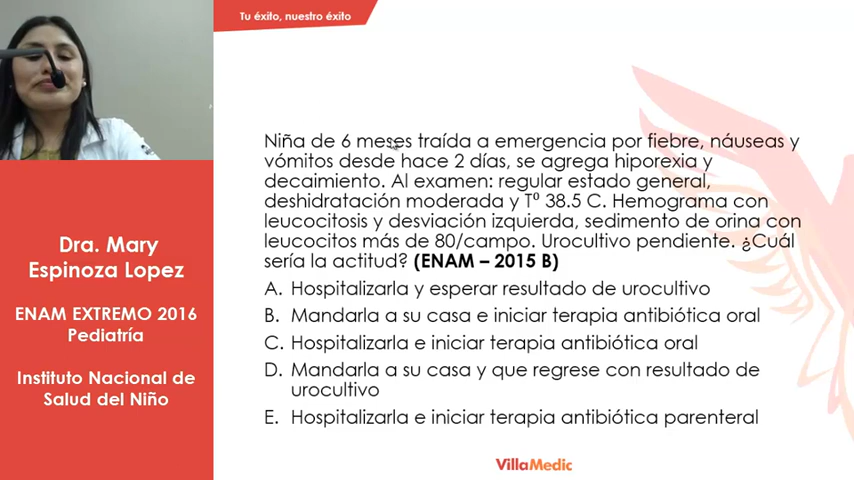 Tu éxito, nuestro éxito
Niña de 6 meses traída a emergencia por fiebre, náuseas y
vómitos desde hace 2 días, se agrega hiporexia y
decaimiento. Al examen: regular estado general,
deshidratación moderada y Tº 38.5 C. Hemograma con
leucocitosis y desviación izquierda, sedimento de orina con
leucocitos más de 80/campo. Urocultivo pendiente. ¿Cuál
sería la actitud? (ENAM – 2015 B)
A. Hospitalizarla y esperar resultado de urocultivo
B. Mandarla a su casa e iniciar terapia antibiótica oral
C. Hospitalizarla e iniciar terapia antibiótica oral
D. Mandarla a su casa y que regrese con resultado de
urocultivo
E. Hospitalizarla e iniciar terapia antibiótica parenteral
Dra. Mary
Espinoza Lopez
ENAM EXTREMO 2016
Pediatría
Instituto Nacional de
Salud del Niño
VillaMedic